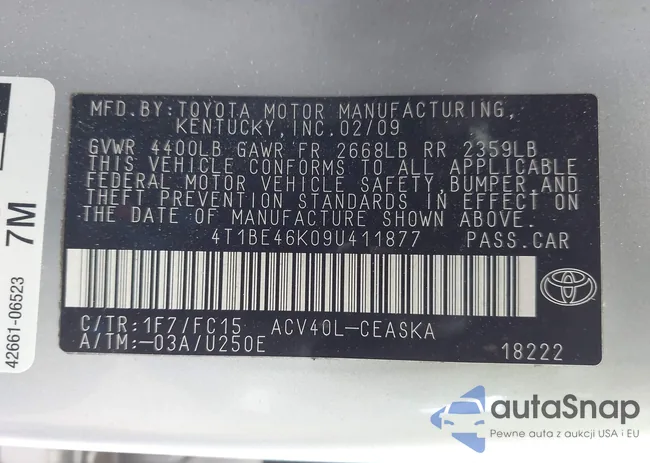 MFD.BY: TOYOTA MOTOR MANUFACTURING,
KENTUCKY, INC. 02/09
GVWR 4400LB GAWR FR 2668LB RR 2359LB
THIS VEHICLE CONFORMS TO ALL APPLICABLE
FEDERAL MOTOR VEHICLE SAFETY, BUMPER, AND
THEFT PREVENTION STANDARDS IN EFFECT ON
THE DATE OF MANUFACTURE SHOWN ABOVE.
4T1BE46K09U411877 PASS.CAR
C/TR: 1F7/FC15 ACV40L-CEASKA
A/TM:-03A/U250E
18222
7M
42661-06523
autaSnap
Pewne auta z aukcji USA i EU